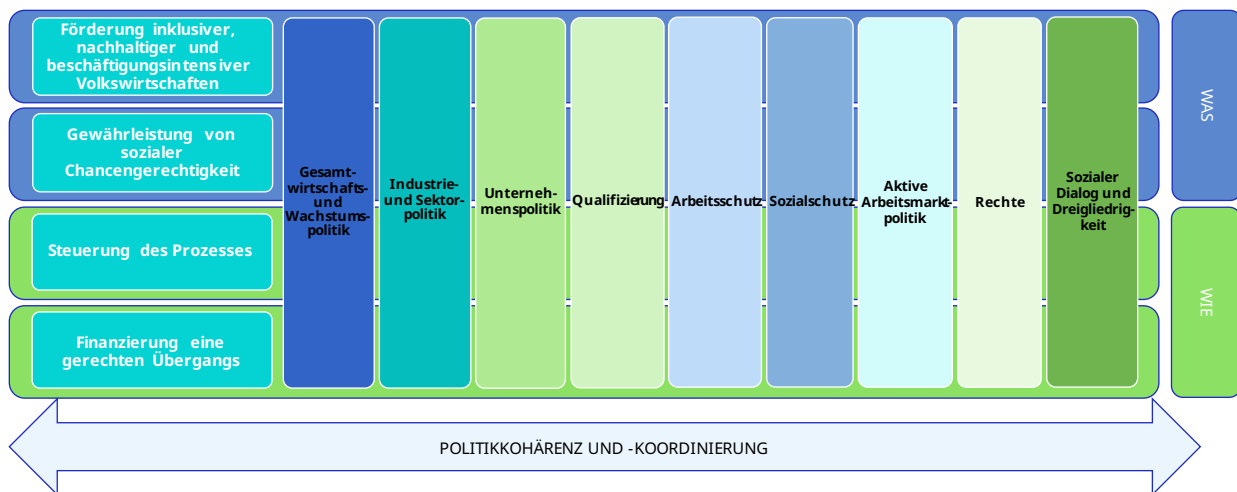 Förderung inklusiver,
nachhaltiger und
beschäftigungsintensiver
Volkswirtschaften
Gewährleistung von
sozialer
Chancengerechtigkeit
Steuerung des Prozesses
Finanzierung eine
gerechten Übergangs
Gesamt-
wirtschafts-
und
Wachstums-
politik
Industrie-
und Sektor-
politik
Unterneh-
menspolitik
Qualifizierung
Arbeitsschutz
Sozialschutz
Aktive
Arbeitsmarkt-
politik
Rechte
Sozialer
Dialog und
Dreigliedrig-
keit
WAS
WIE
POLITIKKOHÄRENZ UND -KOORDINIERUNG